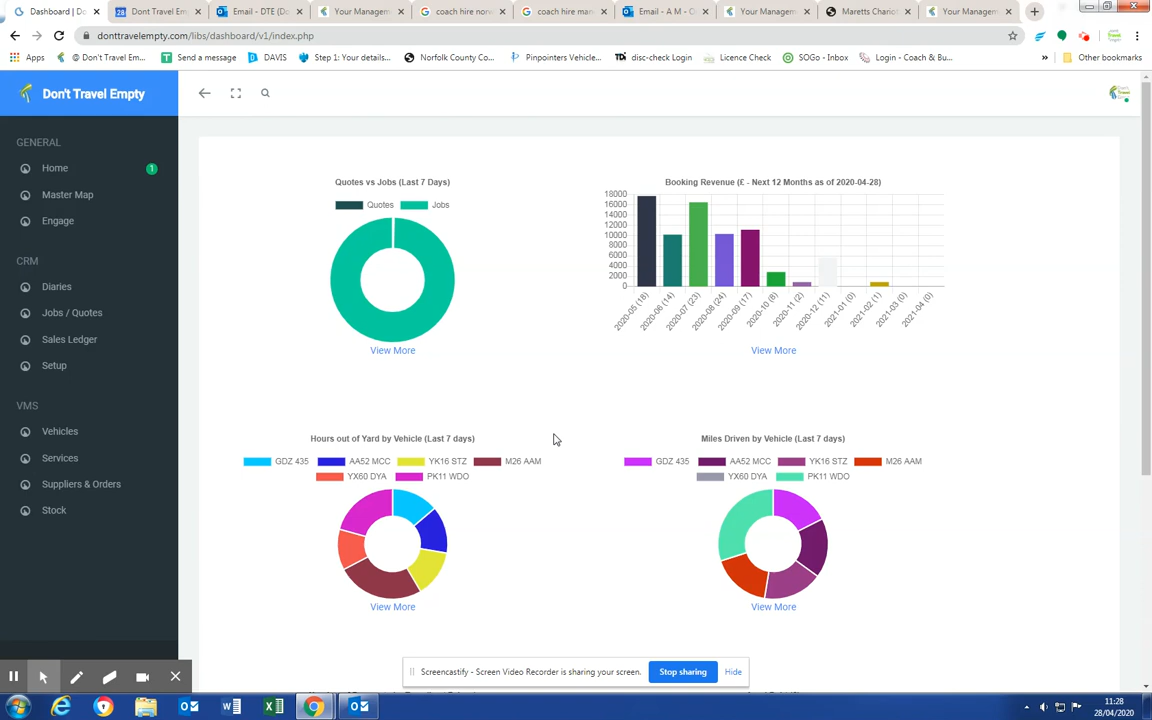 Dashboard | D
Dont Travel Em
Email - DTE (Do
Your Managem
coach hire non
coach hire man
Email - A M - O
Your Managem
Maretts Chariot
Your Managem
donttravelempty.com/libs/dashboard/v1/index.php
Apps
@ Don't Travel Em...
Send a message
DAVIS
Step 1: Your details...
Norfolk County Co...
Pinpointers Vehicle...
disc-check Login
Licence Check
SOGo - Inbox
Login - Coach & Bu...
»
Other bookmarks
Don't Travel Empty
GENERAL
Home
1
Master Map
Engage
CRM
Diaries
Jobs / Quotes
Sales Ledger
Setup
VMS
Vehicles
Services
Suppliers & Orders
Stock
Quotes vs Jobs (Last 7 Days)
Quotes Jobs
View More
Booking Revenue (£ - Next 12 Months as of 2020-04-28)
18000
16000
14000
12000
10000
8000
6000
4000
2000
0
2020-05 (18) 2020-06 (14) 2020-07 (23) 2020-08 (24) 2020-09 (17) 2020-10 (8) 2020-11 (2) 2020-12 (11) 2021-01 (0) 2021-02 (1) 2021-03 (0) 2021-04 (0)
View More
Hours out of Yard by Vehicle (Last 7 days)
GDZ 435 AA52 MCC YK16 STZ M26 AAM
YX60 DYA PK11 WDO
View More
Miles Driven by Vehicle (Last 7 days)
GDZ 435 AA52 MCC YK16 STZ M26 AAM
YX60 DYA PK11 WDO
View More
Screencastify - Screen Video Recorder is sharing your screen.
Stop sharing
Hide
11:28
28/04/2020